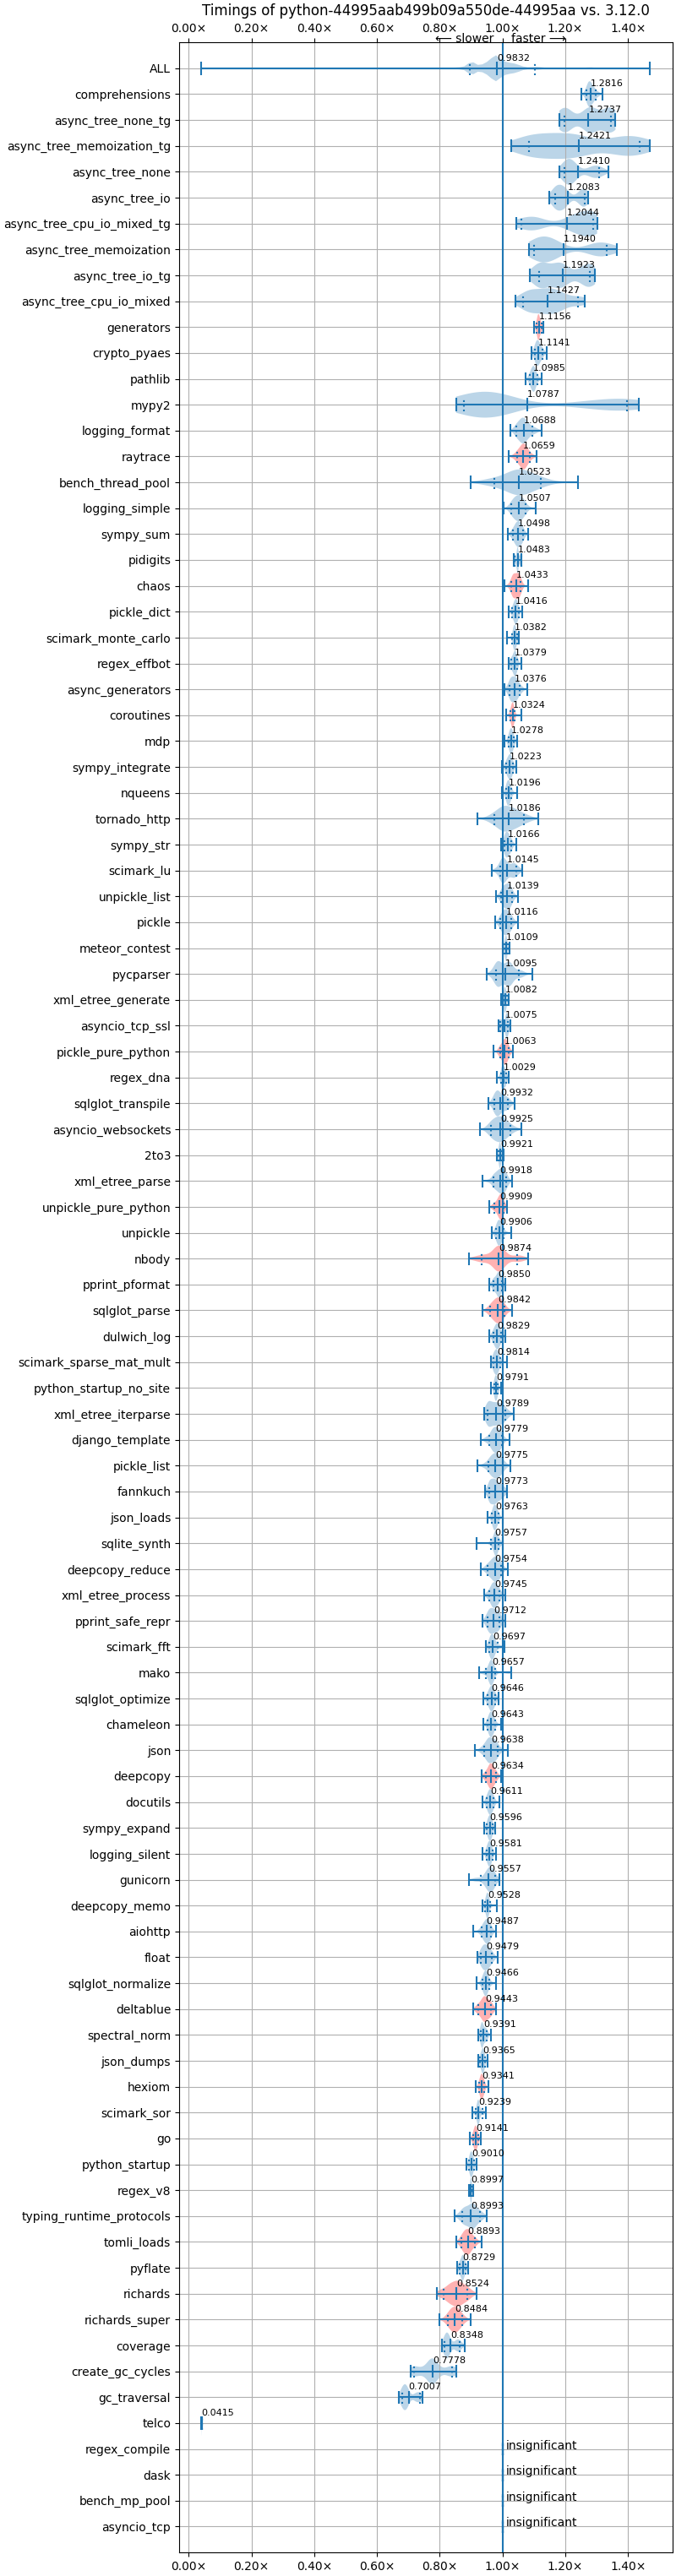 Timings of python-44995aab499b09a550de-44995aa vs. 3.12.0
0.00× 0.20× 0.40× 0.60× 0.80× 1.00× 1.20× 1.40×
⟵ slower faster ⟶
ALL 0.9832
comprehensions 1.2816
async_tree_none_tg 1.2737
async_tree_memoization_tg 1.2421
async_tree_none 1.2410
async_tree_io 1.2083
async_tree_cpu_io_mixed_tg 1.2044
async_tree_memoization 1.1940
async_tree_io_tg 1.1923
async_tree_cpu_io_mixed 1.1427
generators 1.1156
crypto_pyaes 1.1141
pathlib 1.0985
mypy2 1.0787
logging_format 1.0688
raytrace 1.0659
bench_thread_pool 1.0523
logging_simple 1.0507
sympy_sum 1.0498
pidigits 1.0483
chaos 1.0433
pickle_dict 1.0416
scimark_monte_carlo 1.0382
regex_effbot 1.0379
async_generators 1.0376
coroutines 1.0324
mdp 1.0278
sympy_integrate 1.0223
nqueens 1.0196
tornado_http 1.0186
sympy_str 1.0166
scimark_lu 1.0145
unpickle_list 1.0139
pickle 1.0116
meteor_contest 1.0109
pycparser 1.0095
xml_etree_generate 1.0082
asyncio_tcp_ssl 1.0075
pickle_pure_python 1.0063
regex_dna 1.0029
sqlglot_transpile 0.9932
asyncio_websockets 0.9925
2to3 0.9921
xml_etree_parse 0.9918
unpickle_pure_python 0.9909
unpickle 0.9906
nbody 0.9874
pprint_pformat 0.9850
sqlglot_parse 0.9842
dulwich_log 0.9829
scimark_sparse_mat_mult 0.9814
python_startup_no_site 0.9791
xml_etree_iterparse 0.9789
django_template 0.9779
pickle_list 0.9775
fannkuch 0.9773
json_loads 0.9763
sqlite_synth 0.9757
deepcopy_reduce 0.9754
xml_etree_process 0.9745
pprint_safe_repr 0.9712
scimark_fft 0.9697
mako 0.9657
sqlglot_optimize 0.9646
chameleon 0.9643
json 0.9638
deepcopy 0.9634
docutils 0.9611
sympy_expand 0.9596
logging_silent 0.9581
gunicorn 0.9557
deepcopy_memo 0.9528
aiohttp 0.9487
float 0.9479
sqlglot_normalize 0.9466
deltablue 0.9443
spectral_norm 0.9391
json_dumps 0.9365
hexiom 0.9341
scimark_sor 0.9239
go 0.9141
python_startup 0.9010
regex_v8 0.8997
typing_runtime_protocols 0.8993
tomli_loads 0.8893
pyflate 0.8729
richards 0.8524
richards_super 0.8484
coverage 0.8348
create_gc_cycles 0.7778
gc_traversal 0.7007
telco 0.0415
regex_compile insignificant
dask insignificant
bench_mp_pool insignificant
asyncio_tcp insignificant
0.00× 0.20× 0.40× 0.60× 0.80× 1.00× 1.20× 1.40×